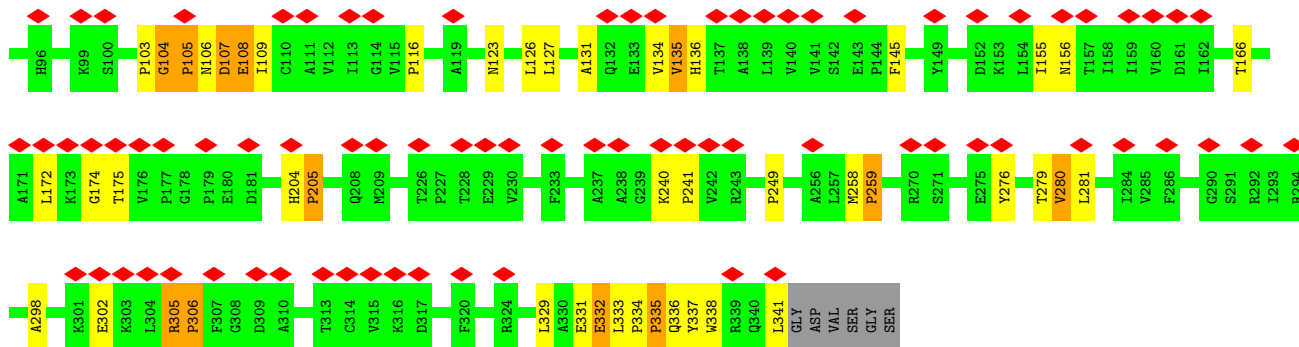 H96 K99 S100 P103 G104 P105 N106 D107 E108 I109 C110 A111 V112 I113 G114 V115 P116 A119 N123 L126 L127 A131 Q132 E133 V134 V135 H136 T137 A138 L139 V140 V141 S142 E143 P144 F145 Y149 D152 K153 L154 I155 N156 T157 I158 I159 V160 D161 I162 T166
A171 L172 K173 G174 T175 V176 P177 G178 P179 E180 D181 H204 P205 Q208 M209 T226 P227 T228 E229 V230 F233 A237 A238 G239 K240 P241 V242 R243 P249 A256 L257 M258 P259 R270 S271 E275 Y276 T279 V280 L281 I284 V285 F286 G290 S291 R292 I293 R294
A298 K301 E302 K303 L304 R305 P306 F307 G308 D309 A310 T313 C314 V315 K316 D317 F320 R324 L329 A330 E331 E332 L333 P334 P335 Q336 Y337 W338 R339 Q340 L341 GLY ASP VAL SER GLY SER